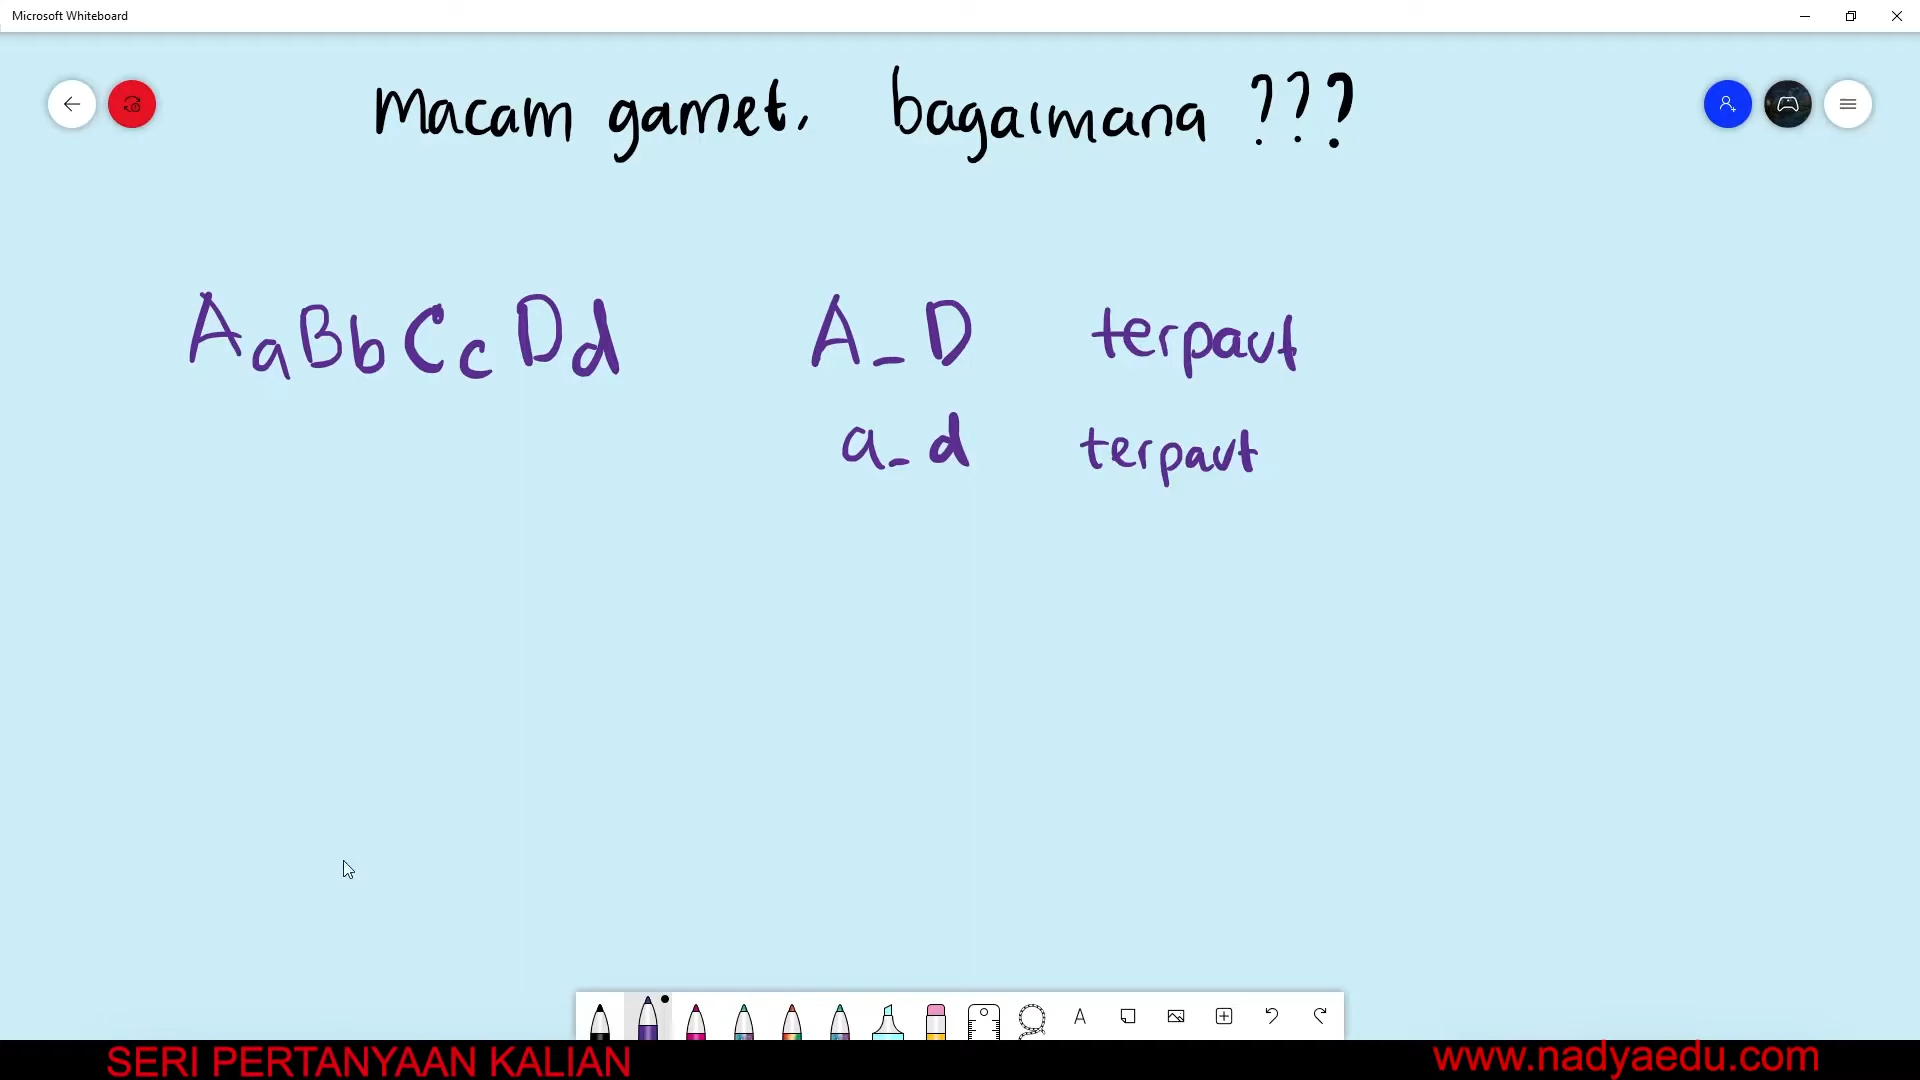 Microsoft Whiteboard
Macam gamet, bagaimana ???
AaBbCcDd A_D terpaut
a_d terpaut
SERI PERTANYAAN KALIAN www.nadyaedu.com